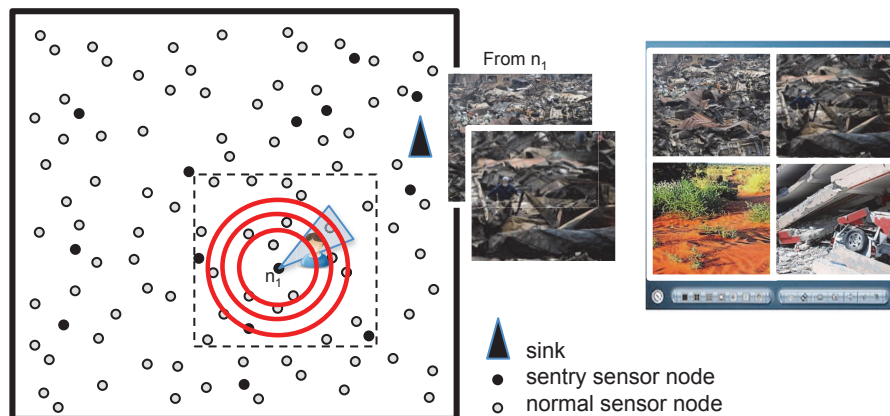 From n1
n1
sink
sentry sensor node
normal sensor node